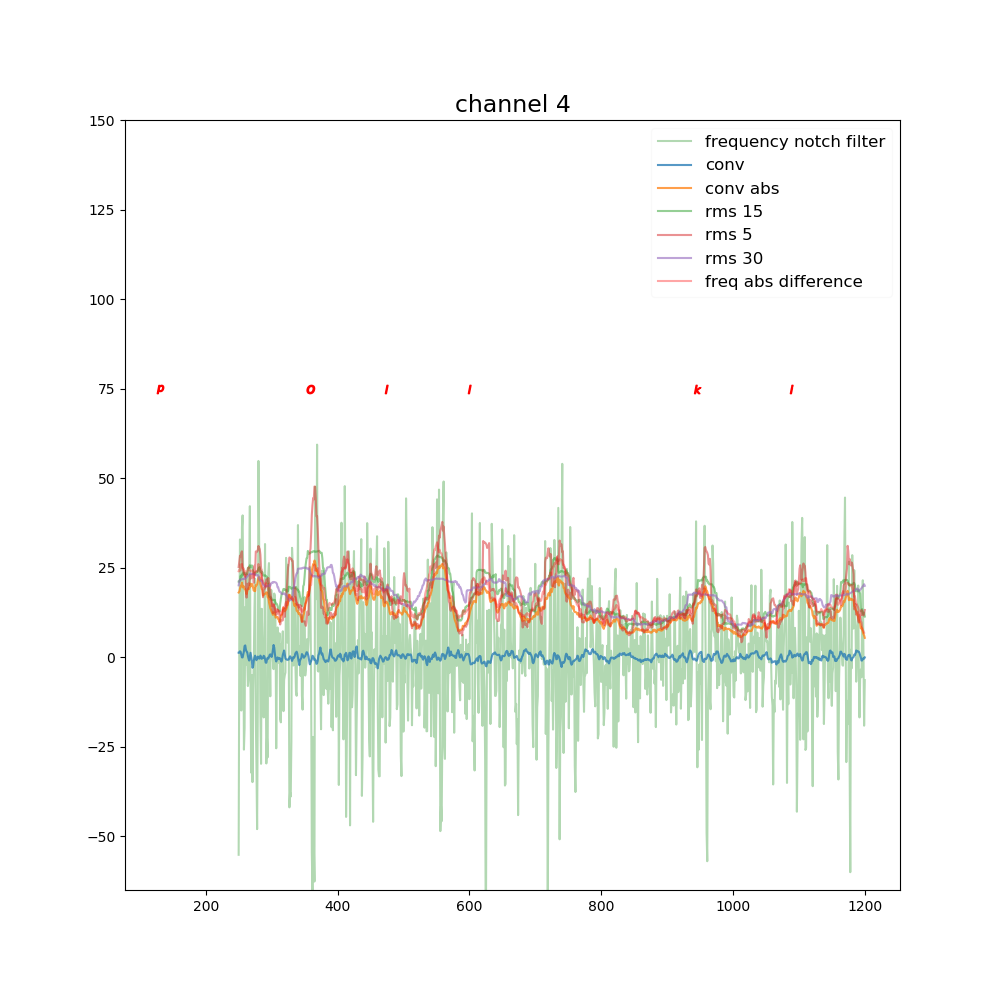 channel 4
150
frequency notch filter
conv
conv abs
rms 15
rms 5
rms 30
freq abs difference
125
100
75
p o l l k l
50
25
0
−25
−50
200 400 600 800 1000 1200